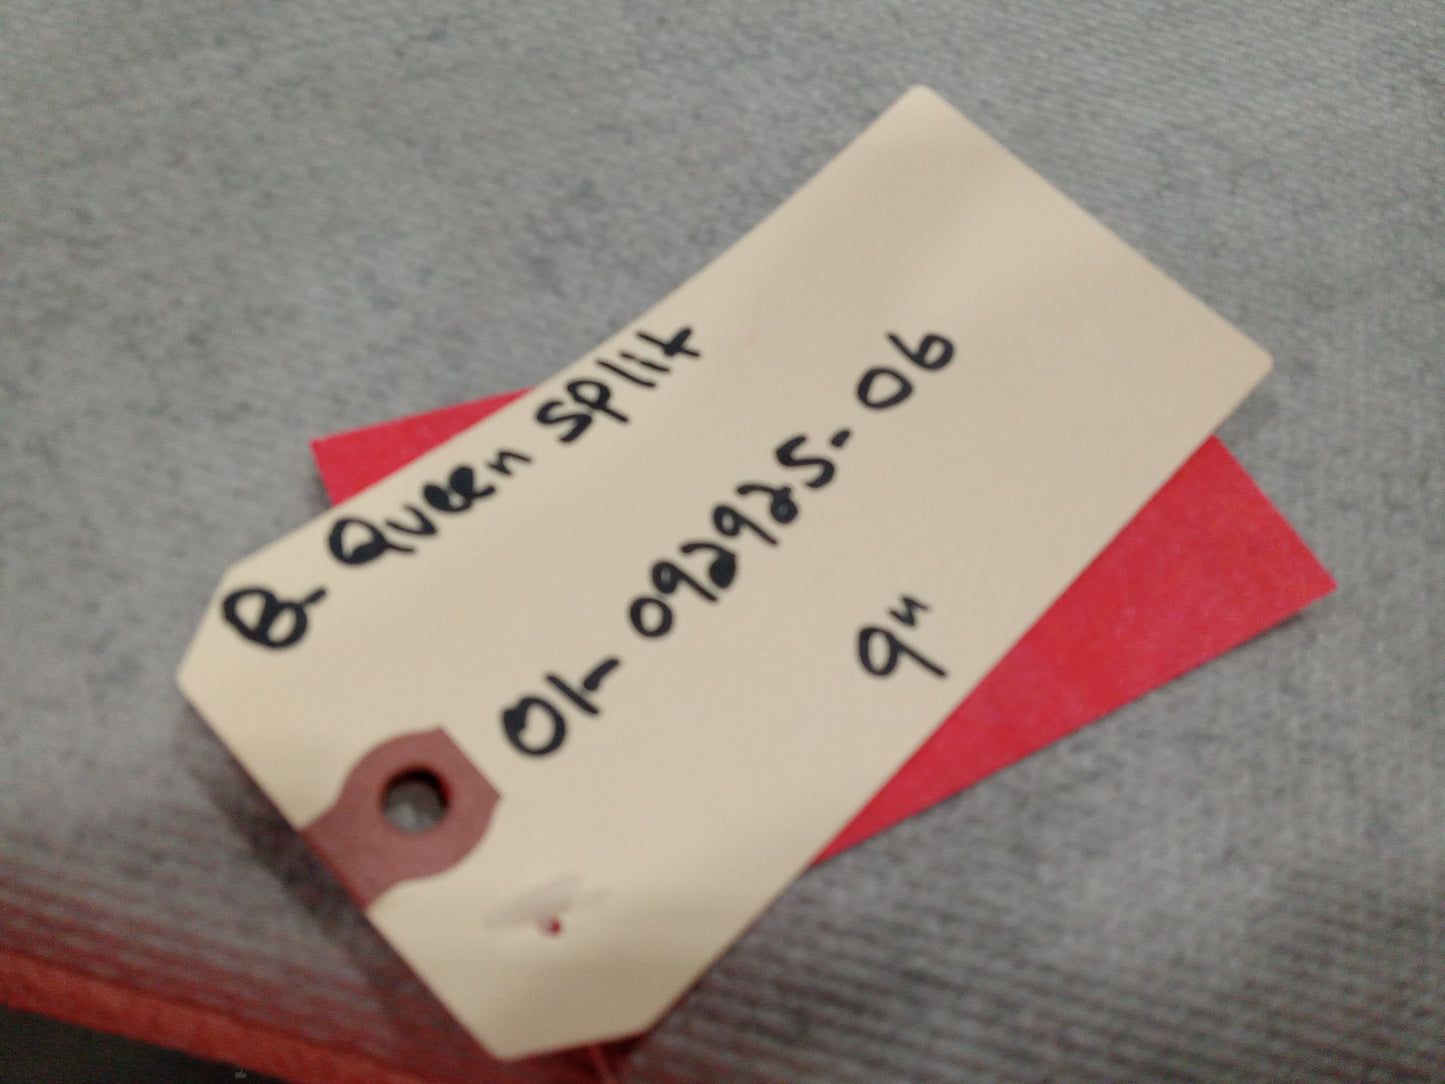 B- Queen split
01-092925-06
9"